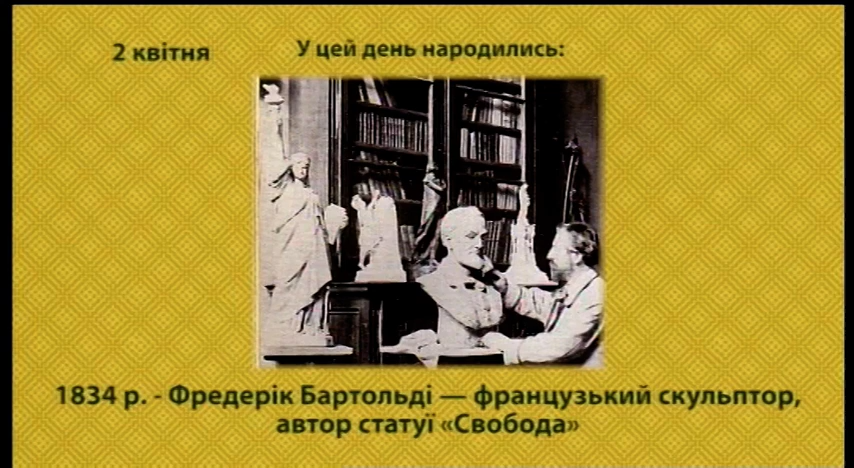 2 квітня
У цей день народились:
1834 р. - Фредерік Бартольді — французький скульптор,
автор статуї «Свобода»